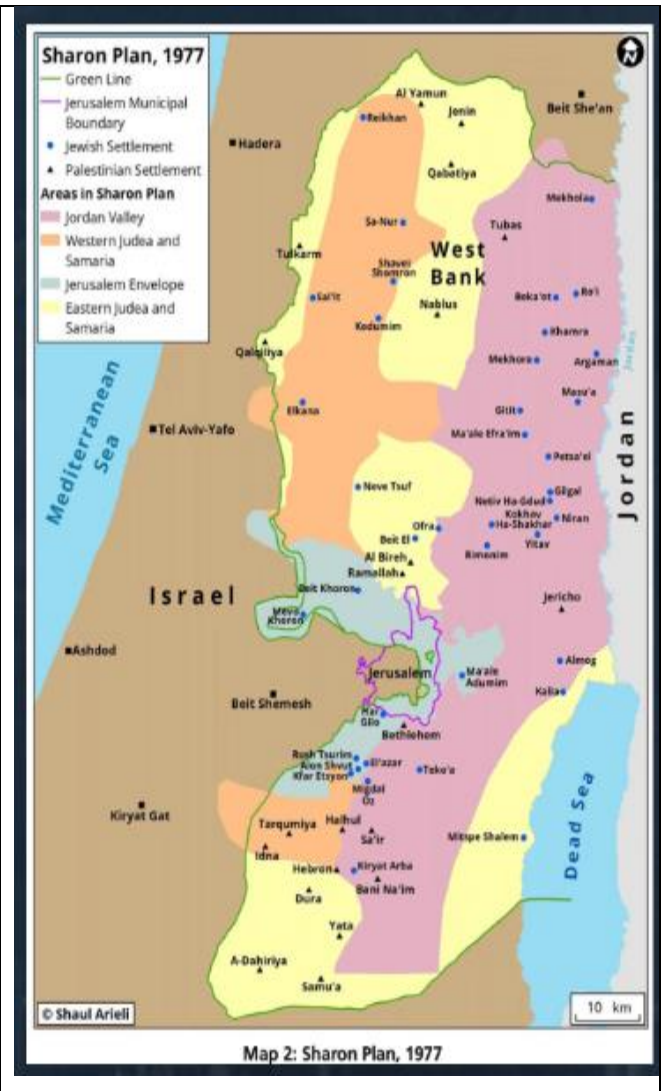 Sharon Plan, 1977
Green Line
Jerusalem Municipal
Boundary
Jewish Settlement
Palestinian Settlement
Areas in Sharon Plan
Jordan Valley
Western Judea and
Samaria
Jerusalem Envelope
Eastern Judea and
Samaria
N
Al Yamun
Jenin
Beit She'an
Reikhan
Hadera
Qabatiya
Mekhola
Sa-Nur
Tubas
West
Bank
Tulkarm
Shavei
Shomron
Sal'it
Nablus
Beka'ot
Ro'i
Kedumim
Khamra
Qalqiliya
Mekhora
Argaman
Jordan
Masu'a
Elkana
Gitit
Mediterranean
Sea
Tel Aviv-Yafo
Ma'ale Efra'im
Petsa'el
Jordan
Neve Tsuf
Gilgal
Netiv Ha-Gdud
Kokhav
Ha-Shakhar
Niran
Ofra
Beit El
Yitav
Rimonim
Al Bireh
Ramallah
Israel
Beit Khoron
Jericho
Mevo
Khoron
Ashdod
Jerusalem
Almog
Ma'ale
Adumim
Kalia
Beit Shemesh
Har
Gilo
Bethlehem
Rosh Tsurim
Alon Shvut
El'azar
Kfar Etsyon
Teko'a
Migdal
Oz
Kiryat Gat
Tarqumiya
Halhul
Sa'ir
Mitspe Shalem
Dead Sea
Idna
Hebron
Kiryat Arba
Bani Na'im
Dura
Yata
A-Dahiriya
Samu'a
© Shaul Arieli
10 km
Map 2: Sharon Plan, 1977